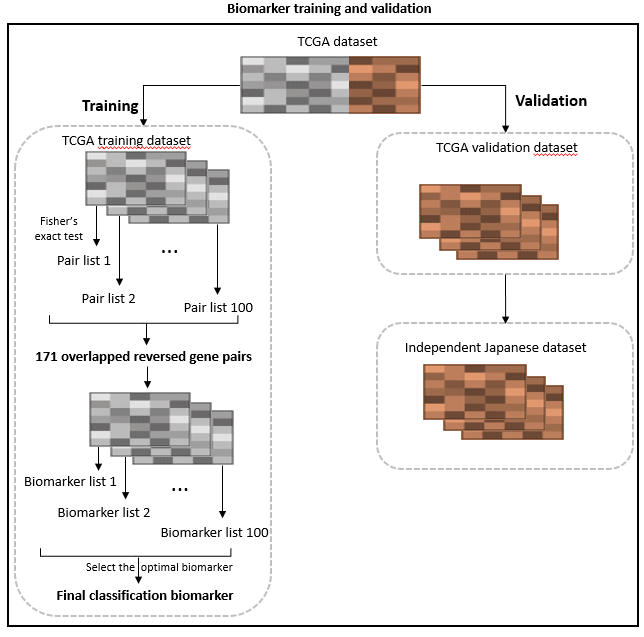 Biomarker training and validation
TCGA dataset
Training
Validation
TCGA training dataset
Fisher's
exact test
Pair list 1
...
Pair list 2
Pair list 100
171 overlapped reversed gene pairs
Biomarker list 1
...
Biomarker list 2
Biomarker list 100
Select the optimal biomarker
Final classification biomarker
TCGA validation dataset
Independent Japanese dataset